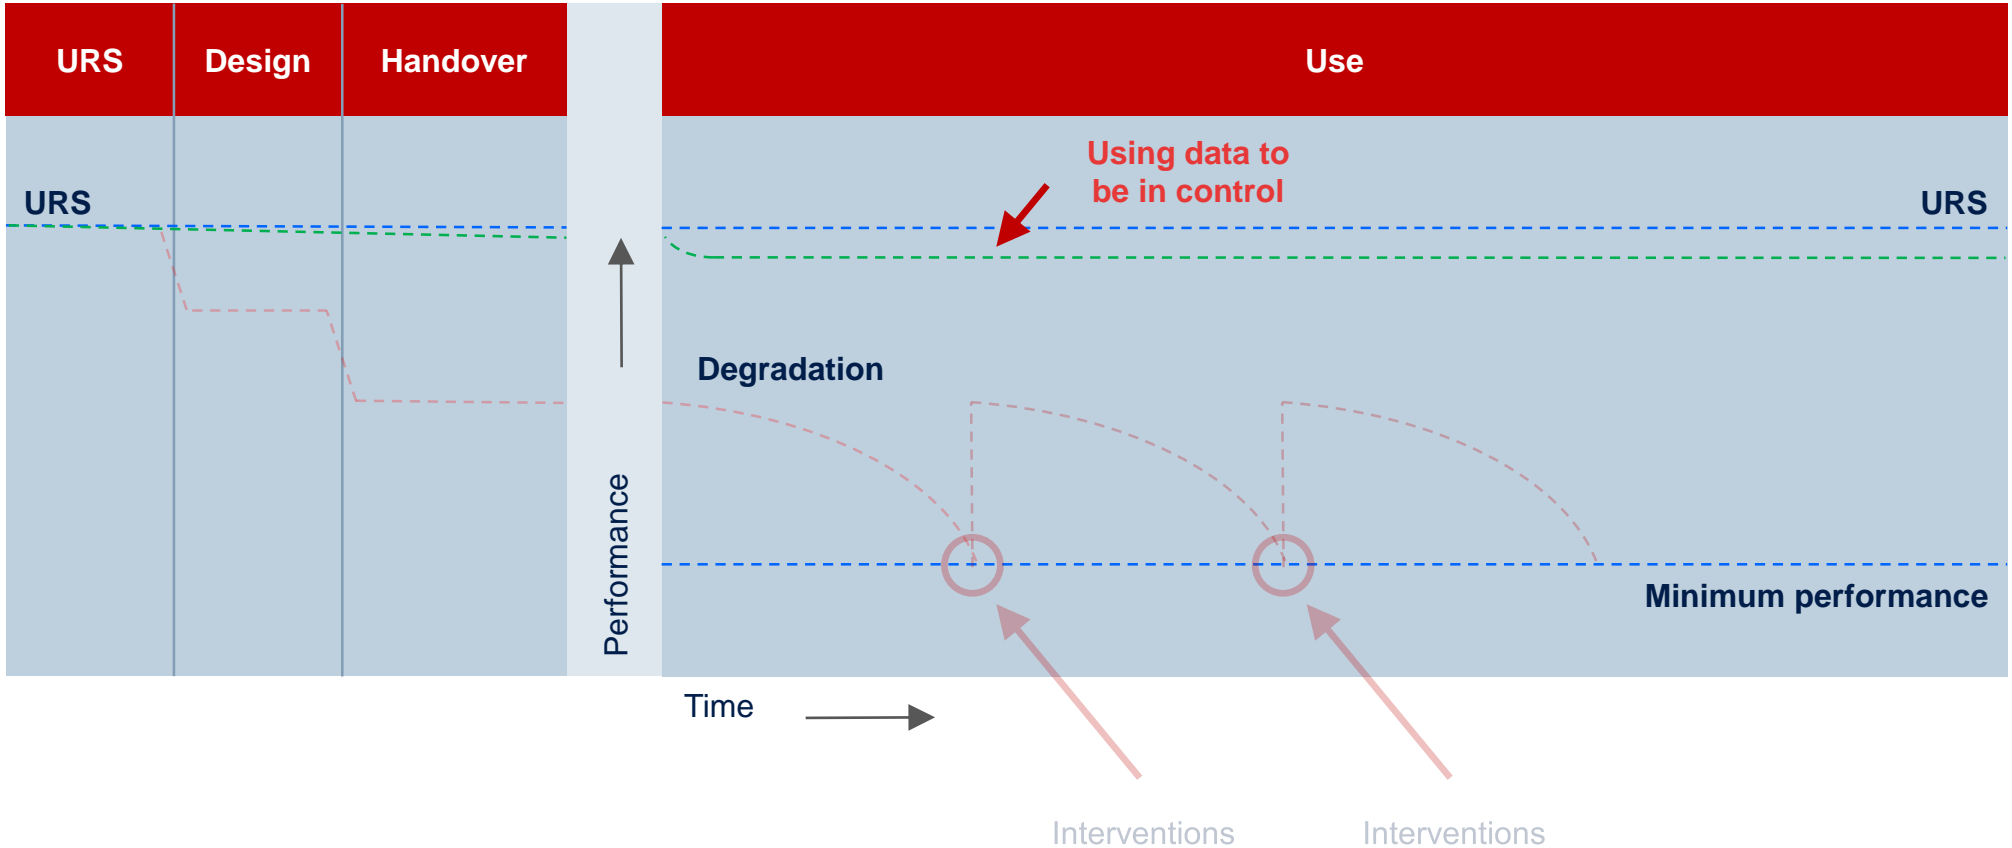 URS
Design
Handover
Use
Using data to
be in control
URS
URS
Degradation
Performance
Minimum performance
Time
Interventions
Interventions